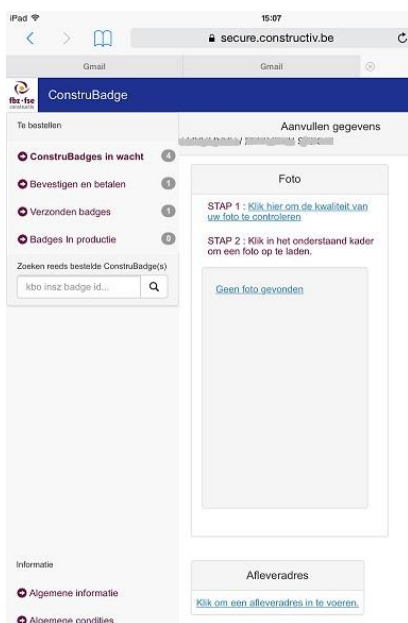 iPad
15:07
secure.constructiv.be
Gmail
Gmail
fbz·fse
constructiv
ConstruBadge
Te bestellen
ConstruBadges in wacht 4
Bevestigen en betalen 1
Verzonden badges 1
Badges In productie 0
Zoeken reeds bestelde ConstruBadge(s)
kbo insz badge id...
Aanvullen gegevens
Foto
STAP 1 : Klik hier om de kwaliteit van
uw foto te controleren
STAP 2 : Klik in het onderstaand kader
om een foto op te laden.
Geen foto gevonden
Informatie
Algemene informatie
Algemene condities
Afleveradres
Klik om een afleveradres in te voeren.